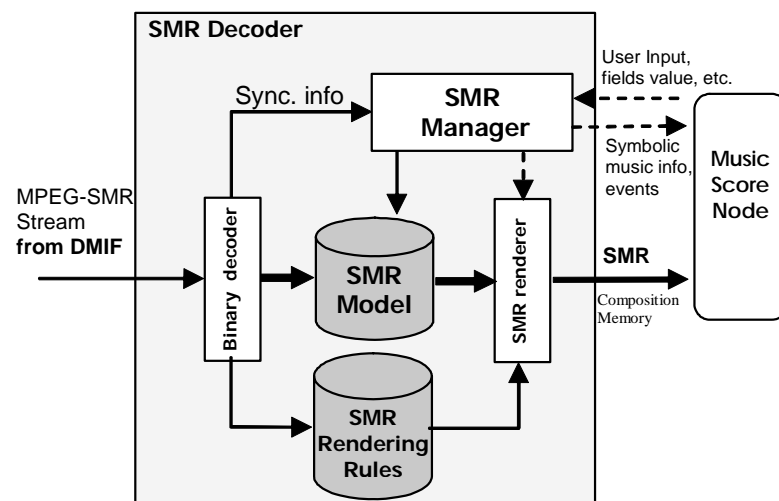 SMR Decoder
User Input,
fields value, etc.
Sync. info
SMR
Manager
Symbolic
music info,
events
Music
Score
Node
MPEG-SMR
Stream
from DMIF
Binary decoder
SMR
Model
SMR renderer
SMR
Composition
Memory
SMR
Rendering
Rules